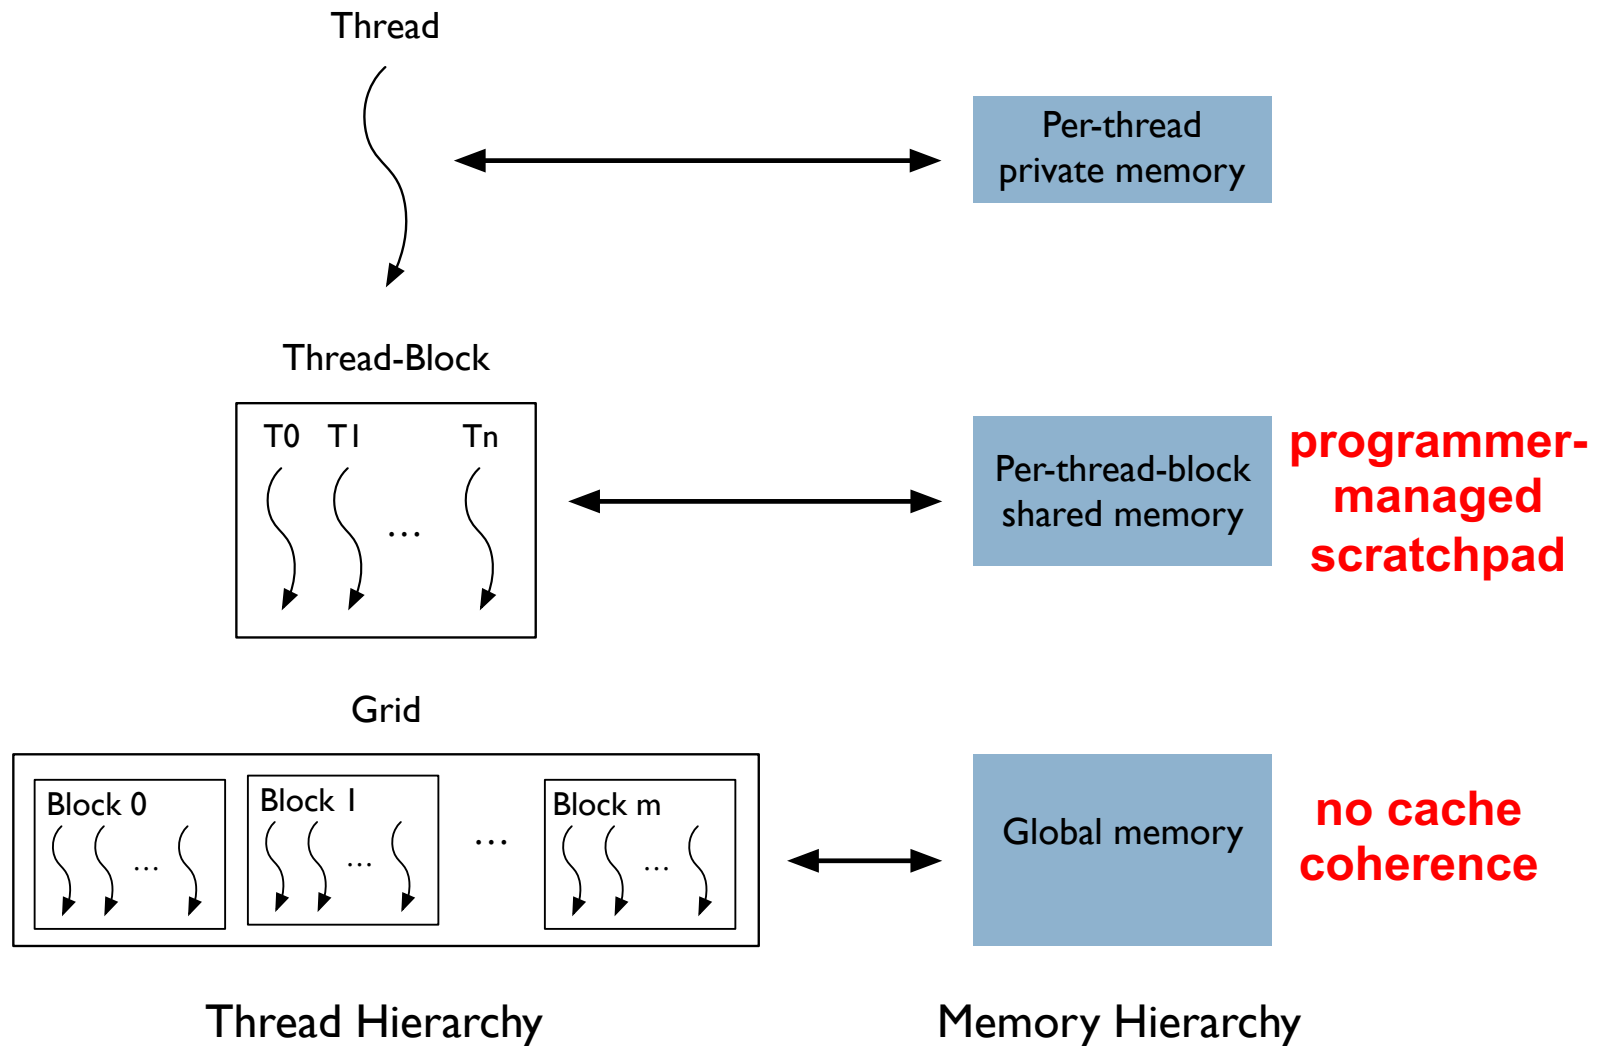 Thread
Per-thread
private memory
Thread-Block
T0 T1 Tn
...
Per-thread-block
shared memory
programmer-
managed
scratchpad
Grid
Block 0
...
Block 1
...
...
Block m
...
Global memory
no cache
coherence
Thread Hierarchy
Memory Hierarchy